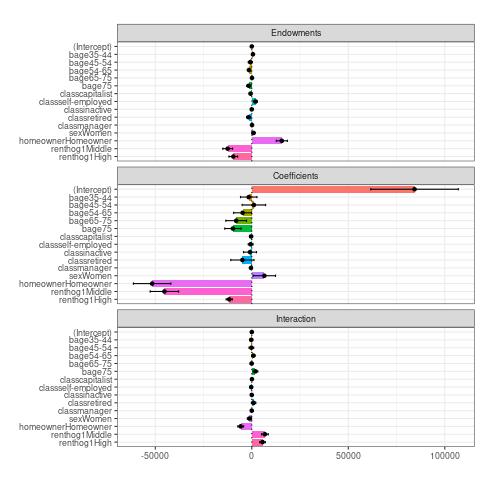 Endowments
(Intercept)
bage35-44
bage45-54
bage54-65
bage65-75
bage75
classcapitalist
classself-employed
classinactive
classretired
classmanager
sexWomen
homeownerHomeowner
renthog1Middle
renthog1High
Coefficients
(Intercept)
bage35-44
bage45-54
bage54-65
bage65-75
bage75
classcapitalist
classself-employed
classinactive
classretired
classmanager
sexWomen
homeownerHomeowner
renthog1Middle
renthog1High
Interaction
(Intercept)
bage35-44
bage45-54
bage54-65
bage65-75
bage75
classcapitalist
classself-employed
classinactive
classretired
classmanager
sexWomen
homeownerHomeowner
renthog1Middle
renthog1High
-50000 0 50000 100000